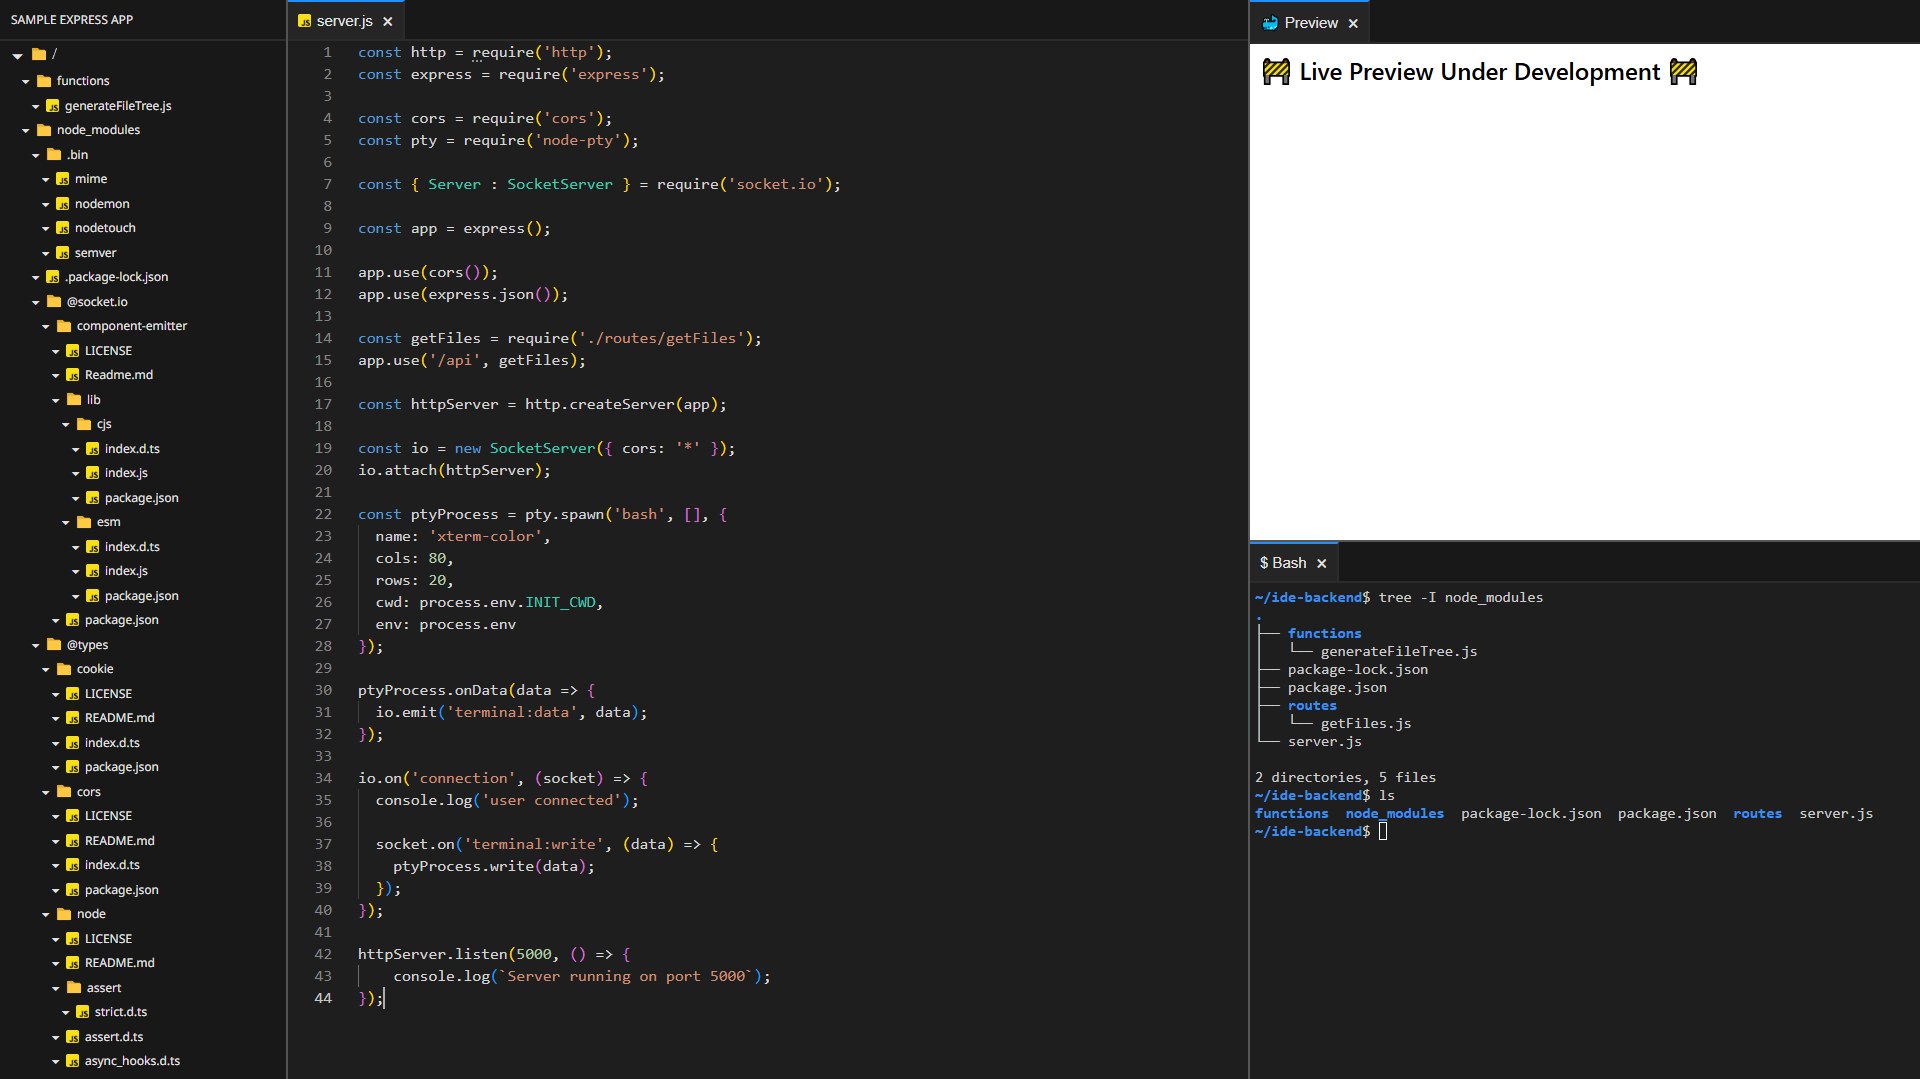 SAMPLE EXPRESS APP
/
functions
generateFileTree.js
node_modules
.bin
mime
nodemon
nodetouch
semver
.package-lock.json
@socket.io
component-emitter
LICENSE
Readme.md
lib
cjs
index.d.ts
index.js
package.json
esm
index.d.ts
index.js
package.json
package.json
@types
cookie
LICENSE
README.md
index.d.ts
package.json
cors
LICENSE
README.md
index.d.ts
package.json
node
LICENSE
README.md
assert
strict.d.ts
assert.d.ts
async_hooks.d.ts
server.js ×
1 const http = require('http');
2 const express = require('express');
3
4 const cors = require('cors');
5 const pty = require('node-pty');
6
7 const { Server : SocketServer } = require('socket.io');
8
9 const app = express();
10
11 app.use(cors());
12 app.use(express.json());
13
14 const getFiles = require('./routes/getFiles');
15 app.use('/api', getFiles);
16
17 const httpServer = http.createServer(app);
18
19 const io = new SocketServer({ cors: '*' });
20 io.attach(httpServer);
21
22 const ptyProcess = pty.spawn('bash', [], {
23   name: 'xterm-color',
24   cols: 80,
25   rows: 20,
26   cwd: process.env.INIT_CWD,
27   env: process.env
28 });
29
30 ptyProcess.onData(data => {
31   io.emit('terminal:data', data);
32 });
33
34 io.on('connection', (socket) => {
35   console.log('user connected');
36
37   socket.on('terminal:write', (data) => {
38     ptyProcess.write(data);
39   });
40 });
41
42 httpServer.listen(5000, () => {
43     console.log(`Server running on port 5000`);
44 });
Preview ×
🚧 Live Preview Under Development 🚧
$ Bash ×
~/ide-backend$ tree -I node_modules
.
├── functions
│   └── generateFileTree.js
├── package-lock.json
├── package.json
├── routes
│   └── getFiles.js
└── server.js
2 directories, 5 files
~/ide-backend$ ls
functions  node_modules  package-lock.json  package.json  routes  server.js
~/ide-backend$